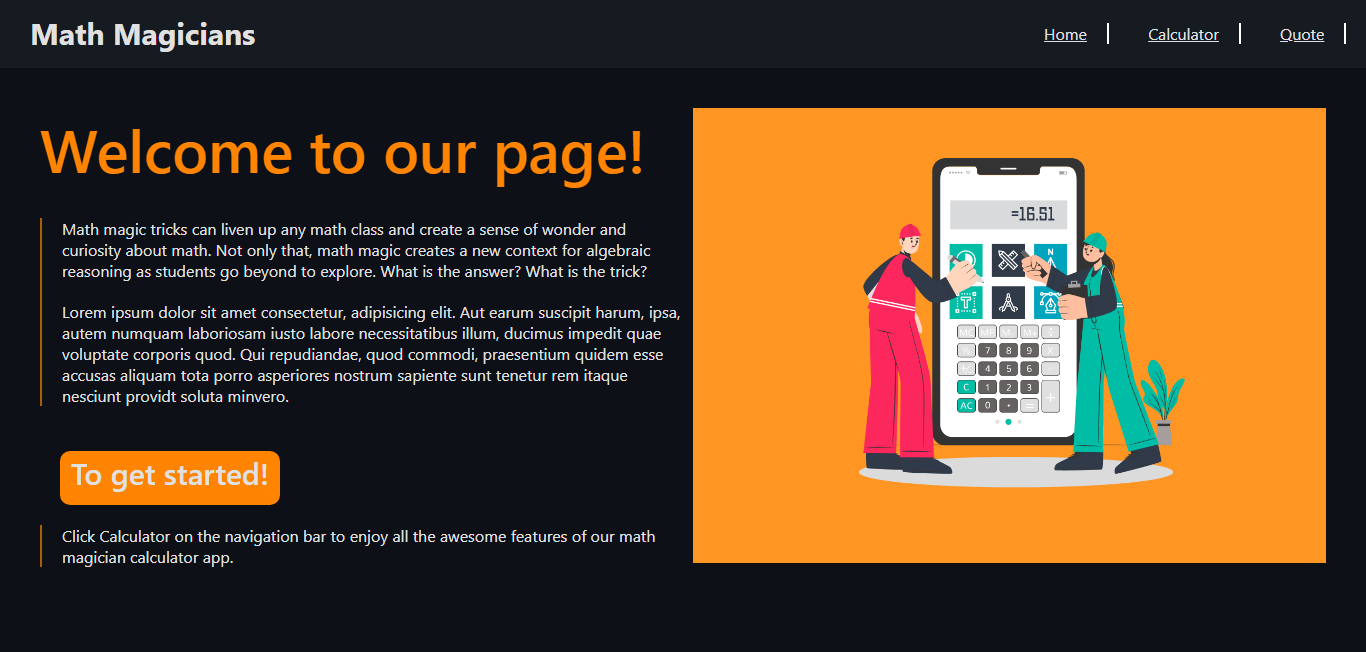 Math Magicians
Home
Calculator
Quote
Welcome to our page!
Math magic tricks can liven up any math class and create a sense of wonder and
curiosity about math. Not only that, math magic creates a new context for algebraic
reasoning as students go beyond to explore. What is the answer? What is the trick?
Lorem ipsum dolor sit amet consectetur, adipisicing elit. Aut earum suscipit harum, ipsa,
autem numquam laboriosam iusto labore necessitatibus illum, ducimus impedit quae
voluptate corporis quod. Qui repudiandae, quod commodi, praesentium quidem esse
accusas aliquam tota porro asperiores nostrum sapiente sunt tenetur rem itaque
nesciunt providt soluta minvero.
To get started!
Click Calculator on the navigation bar to enjoy all the awesome features of our math
magician calculator app.
=16.51
N
T
MC MR M- M+ ÷
7 8 9
4 5 6
C 1 2 3 +
AC 0 • =